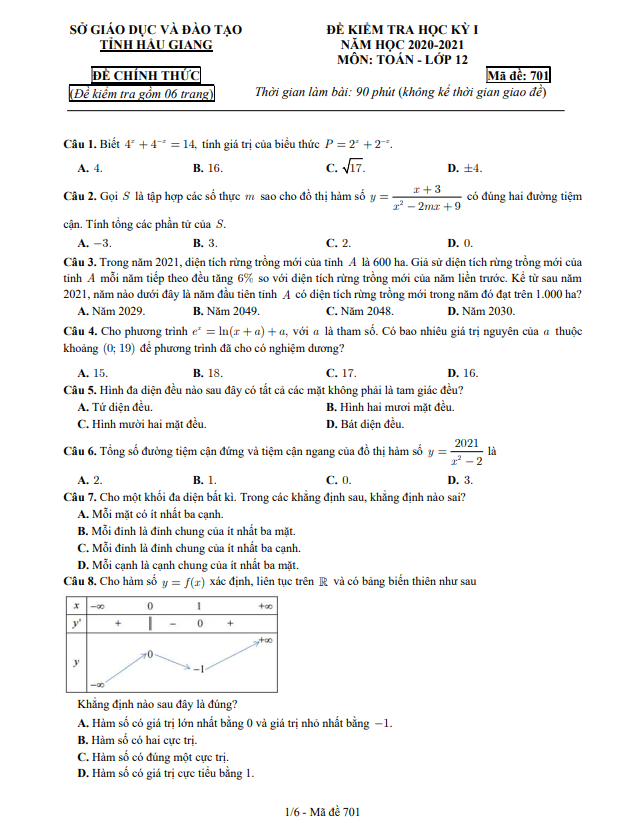 SỞ GIÁO DỤC VÀ ĐÀO TẠO
TỈNH HẬU GIANG
ĐỀ CHÍNH THỨC
(Đề kiểm tra gồm 06 trang)
ĐỀ KIỂM TRA HỌC KỲ I
NĂM HỌC 2020-2021
MÔN: TOÁN - LỚP 12
Mã đề: 701
Thời gian làm bài: 90 phút (không kể thời gian giao đề)
Câu 1. Biết 4^x + 4^{-x} = 14, tính giá trị của biểu thức P = 2^x + 2^{-x}.
A. 4. B. 16. C. √17. D. ±4.
Câu 2. Gọi S là tập hợp các số thực m sao cho đồ thị hàm số y = (x + 3)/(x² − 2mx + 9) có đúng hai đường tiệm
cận. Tính tổng các phần tử của S.
A. −3. B. 3. C. 2. D. 0.
Câu 3. Trong năm 2021, diện tích rừng trồng mới của tỉnh A là 600 ha. Giả sử diện tích rừng trồng mới của
tỉnh A mỗi năm tiếp theo đều tăng 6% so với diện tích rừng trồng mới của năm liền trước. Kể từ sau năm
2021, năm nào dưới đây là năm đầu tiên tỉnh A có diện tích rừng trồng mới trong năm đó đạt trên 1.000 ha?
A. Năm 2029. B. Năm 2049. C. Năm 2048. D. Năm 2030.
Câu 4. Cho phương trình e^x = ln(x + a) + a, với a là tham số. Có bao nhiêu giá trị nguyên của a thuộc
khoảng (0; 19) để phương trình đã cho có nghiệm dương?
A. 15. B. 18. C. 17. D. 16.
Câu 5. Hình đa diện đều nào sau đây có tất cả các mặt không phải là tam giác đều?
A. Tứ diện đều. B. Hình hai mươi mặt đều.
C. Hình mười hai mặt đều. D. Bát diện đều.
Câu 6. Tổng số đường tiệm cận đứng và tiệm cận ngang của đồ thị hàm số y = 2021/(x² − 2) là
A. 2. B. 1. C. 0. D. 3.
Câu 7. Cho một khối đa diện bất kì. Trong các khẳng định sau, khẳng định nào sai?
A. Mỗi mặt có ít nhất ba cạnh.
B. Mỗi đỉnh là đỉnh chung của ít nhất ba mặt.
C. Mỗi đỉnh là đỉnh chung của ít nhất ba cạnh.
D. Mỗi cạnh là cạnh chung của ít nhất ba mặt.
Câu 8. Cho hàm số y = f(x) xác định, liên tục trên ℝ và có bảng biến thiên như sau
x −∞ 0 1 +∞
y' + || − 0 +
y −∞ 0 −1 +∞
Khẳng định nào sau đây là đúng?
A. Hàm số có giá trị lớn nhất bằng 0 và giá trị nhỏ nhất bằng −1.
B. Hàm số có hai cực trị.
C. Hàm số có đúng một cực trị.
D. Hàm số có giá trị cực tiểu bằng 1.
1/6 - Mã đề 701